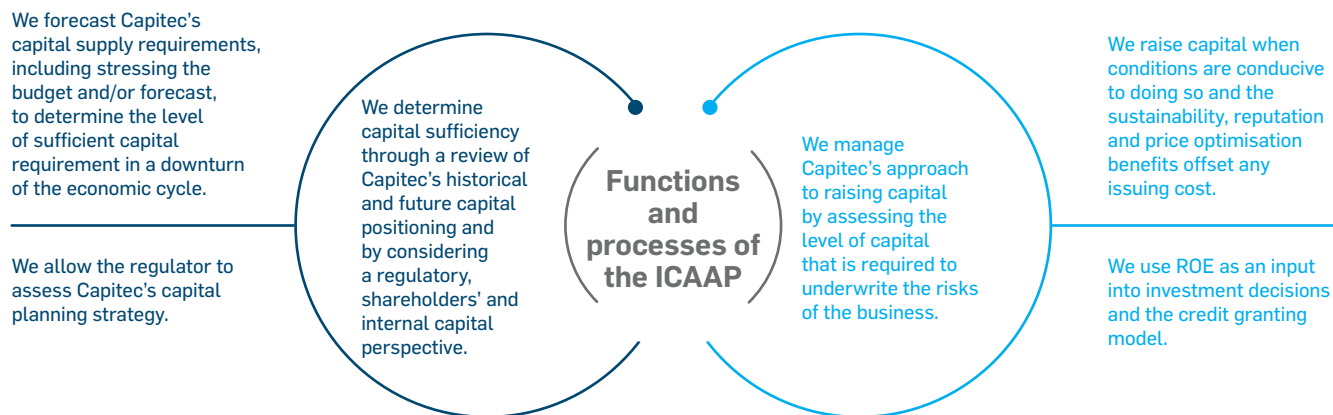 We forecast Capitec's
capital supply requirements,
including stressing the
budget and/or forecast,
to determine the level
of sufficient capital
requirement in a downturn
of the economic cycle.
We allow the regulator to
assess Capitec's capital
planning strategy.
We determine
capital sufficiency
through a review of
Capitec's historical
and future capital
positioning and
by considering
a regulatory,
shareholders' and
internal capital
perspective.
Functions
and
processes of
the ICAAP
We manage
Capitec's approach
to raising capital
by assessing the
level of capital
that is required to
underwrite the risks
of the business.
We raise capital when
conditions are conducive
to doing so and the
sustainability, reputation
and price optimisation
benefits offset any
issuing cost.
We use ROE as an input
into investment decisions
and the credit granting
model.